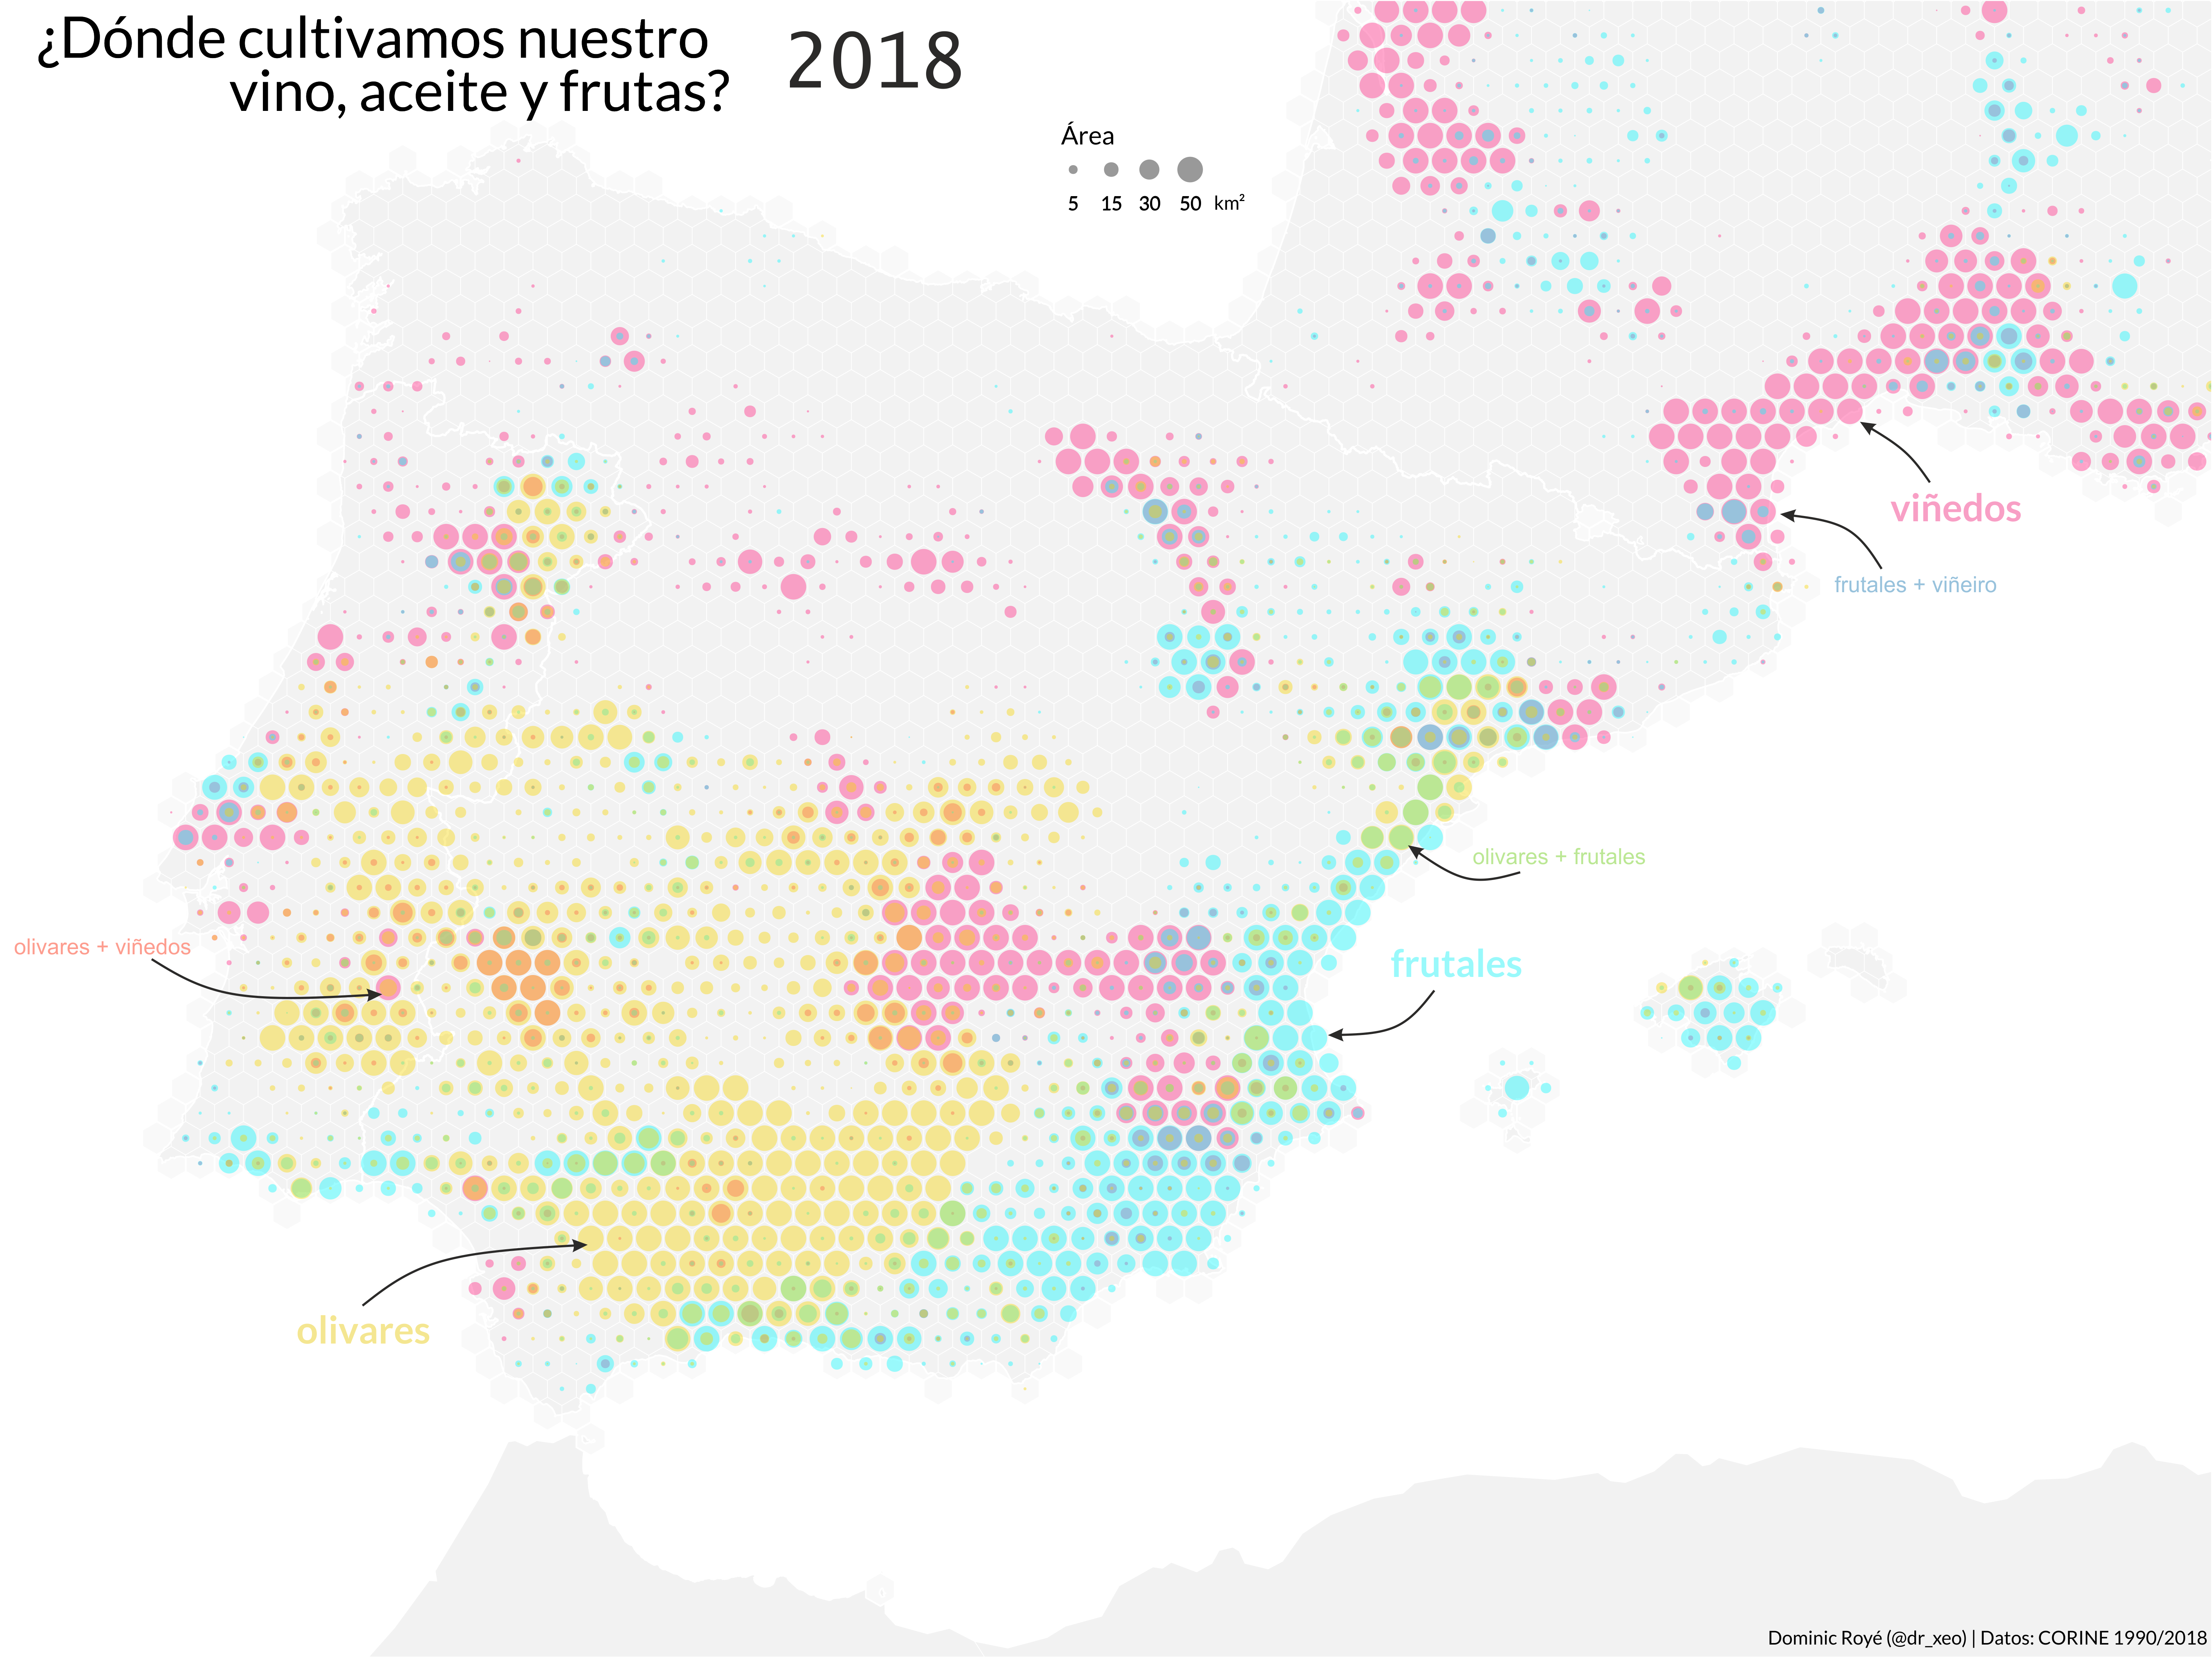 ¿Dónde cultivamos nuestro
vino, aceite y frutas?
2018
Área
5 15 30 50 km²
viñedos
frutales + viñeiro
olivares + frutales
olivares + viñedos
frutales
olivares
Dominic Royé (@dr_xeo) | Datos: CORINE 1990/2018